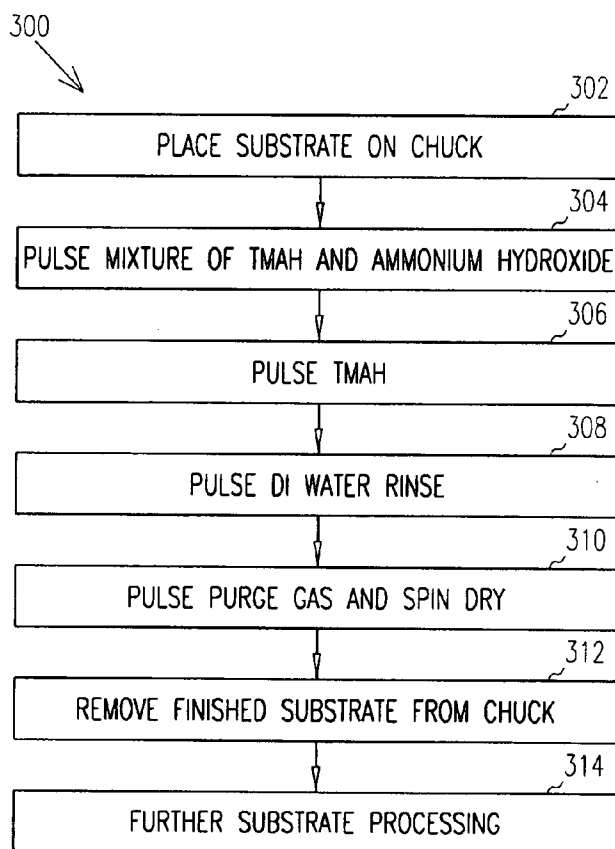 300
302
PLACE SUBSTRATE ON CHUCK
304
PULSE MIXTURE OF TMAH AND AMMONIUM HYDROXIDE
306
PULSE TMAH
308
PULSE DI WATER RINSE
310
PULSE PURGE GAS AND SPIN DRY
312
REMOVE FINISHED SUBSTRATE FROM CHUCK
314
FURTHER SUBSTRATE PROCESSING